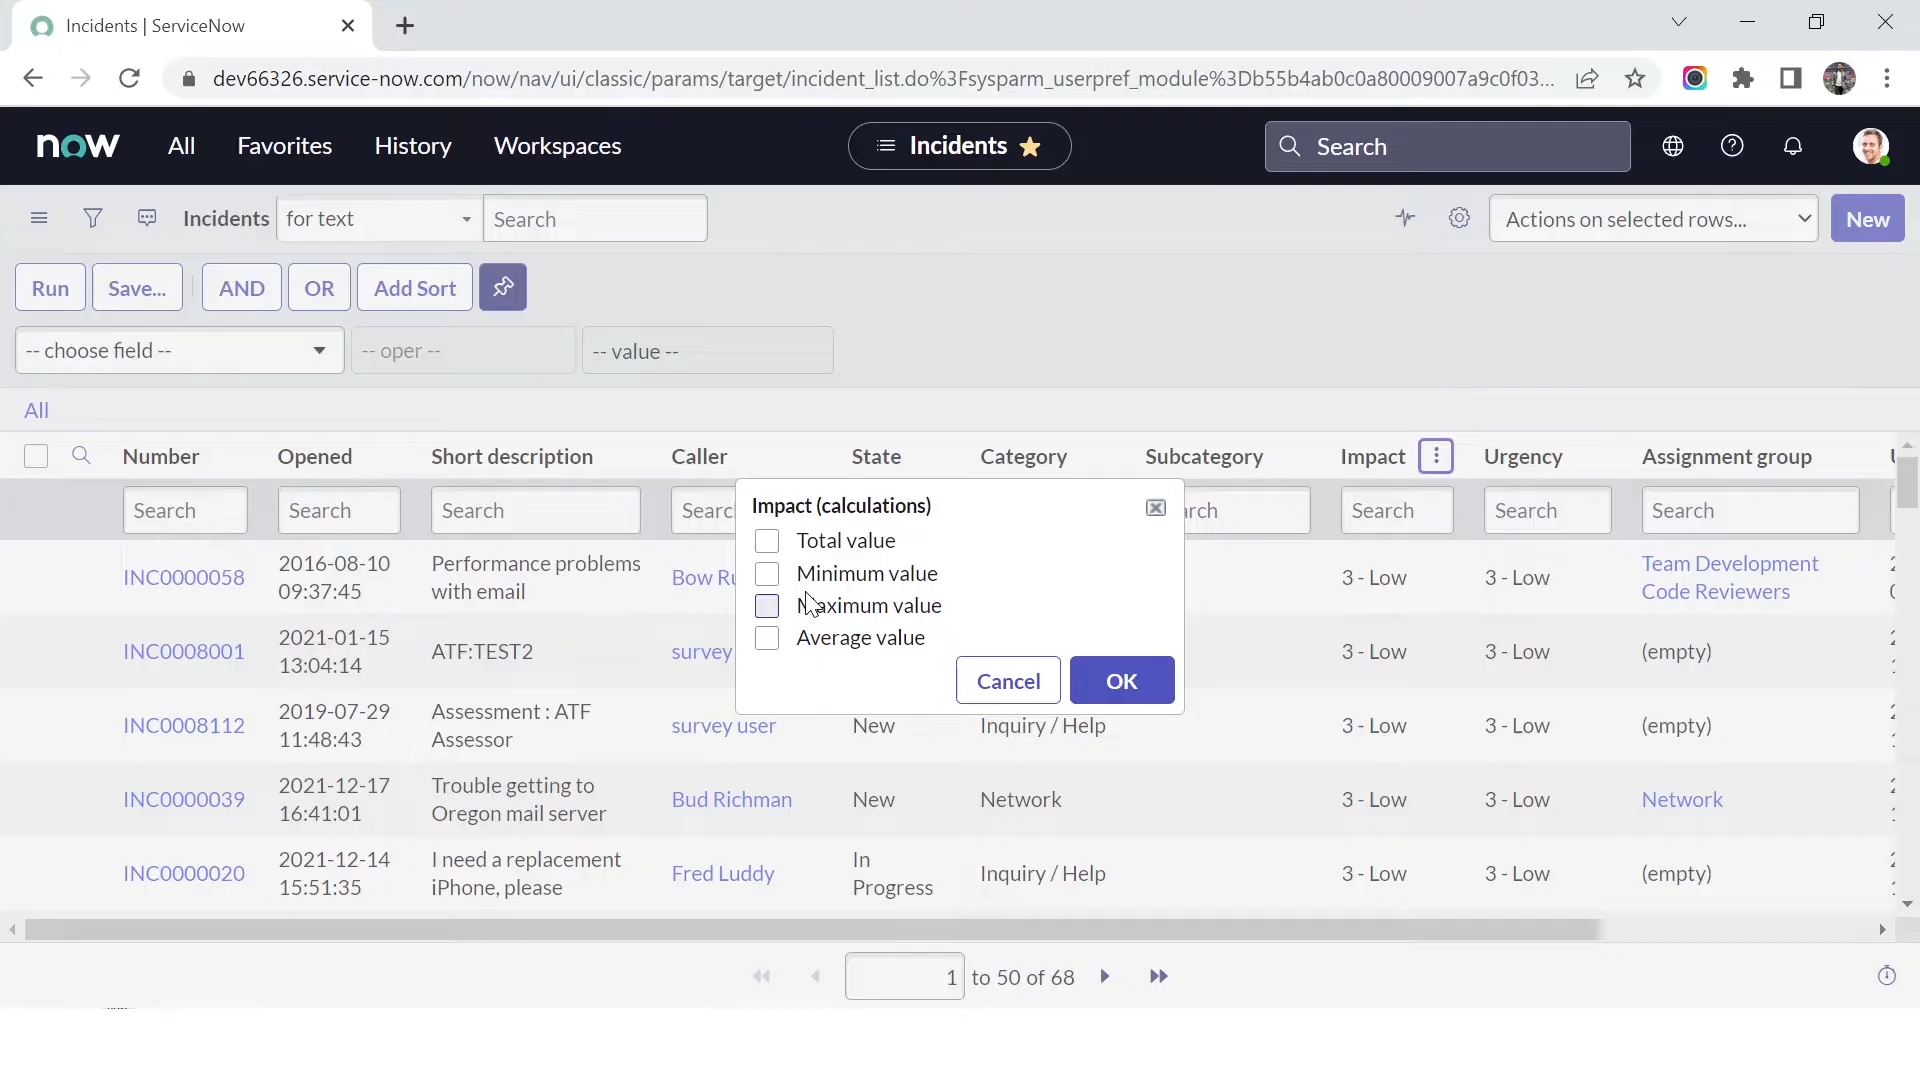 Incidents | ServiceNow
dev66326.service-now.com/now/nav/ui/classic/params/target/incident_list.do%3Fsysparm_userpref_module%3Db55b4ab0c0a80009007a9c0f03...
now All Favorites History Workspaces Incidents Search
Incidents for text Search Actions on selected rows... New
Run Save... AND OR Add Sort
-- choose field -- -- oper -- -- value --
All
Number Opened Short description Caller State Category Subcategory Impact Urgency Assignment group
Search Search Search Search Search Search Search
Impact (calculations)
Total value
Minimum value
Maximum value
Average value
Cancel OK
INC0000058 2016-08-10 09:37:45 Performance problems with email Bow Ru 3 - Low 3 - Low Team Development Code Reviewers
INC0008001 2021-01-15 13:04:14 ATF:TEST2 survey 3 - Low 3 - Low (empty)
INC0008112 2019-07-29 11:48:43 Assessment : ATF Assessor survey user New Inquiry / Help 3 - Low 3 - Low (empty)
INC0000039 2021-12-17 16:41:01 Trouble getting to Oregon mail server Bud Richman New Network 3 - Low 3 - Low Network
INC0000020 2021-12-14 15:51:35 I need a replacement iPhone, please Fred Luddy In Progress Inquiry / Help 3 - Low 3 - Low (empty)
1 to 50 of 68